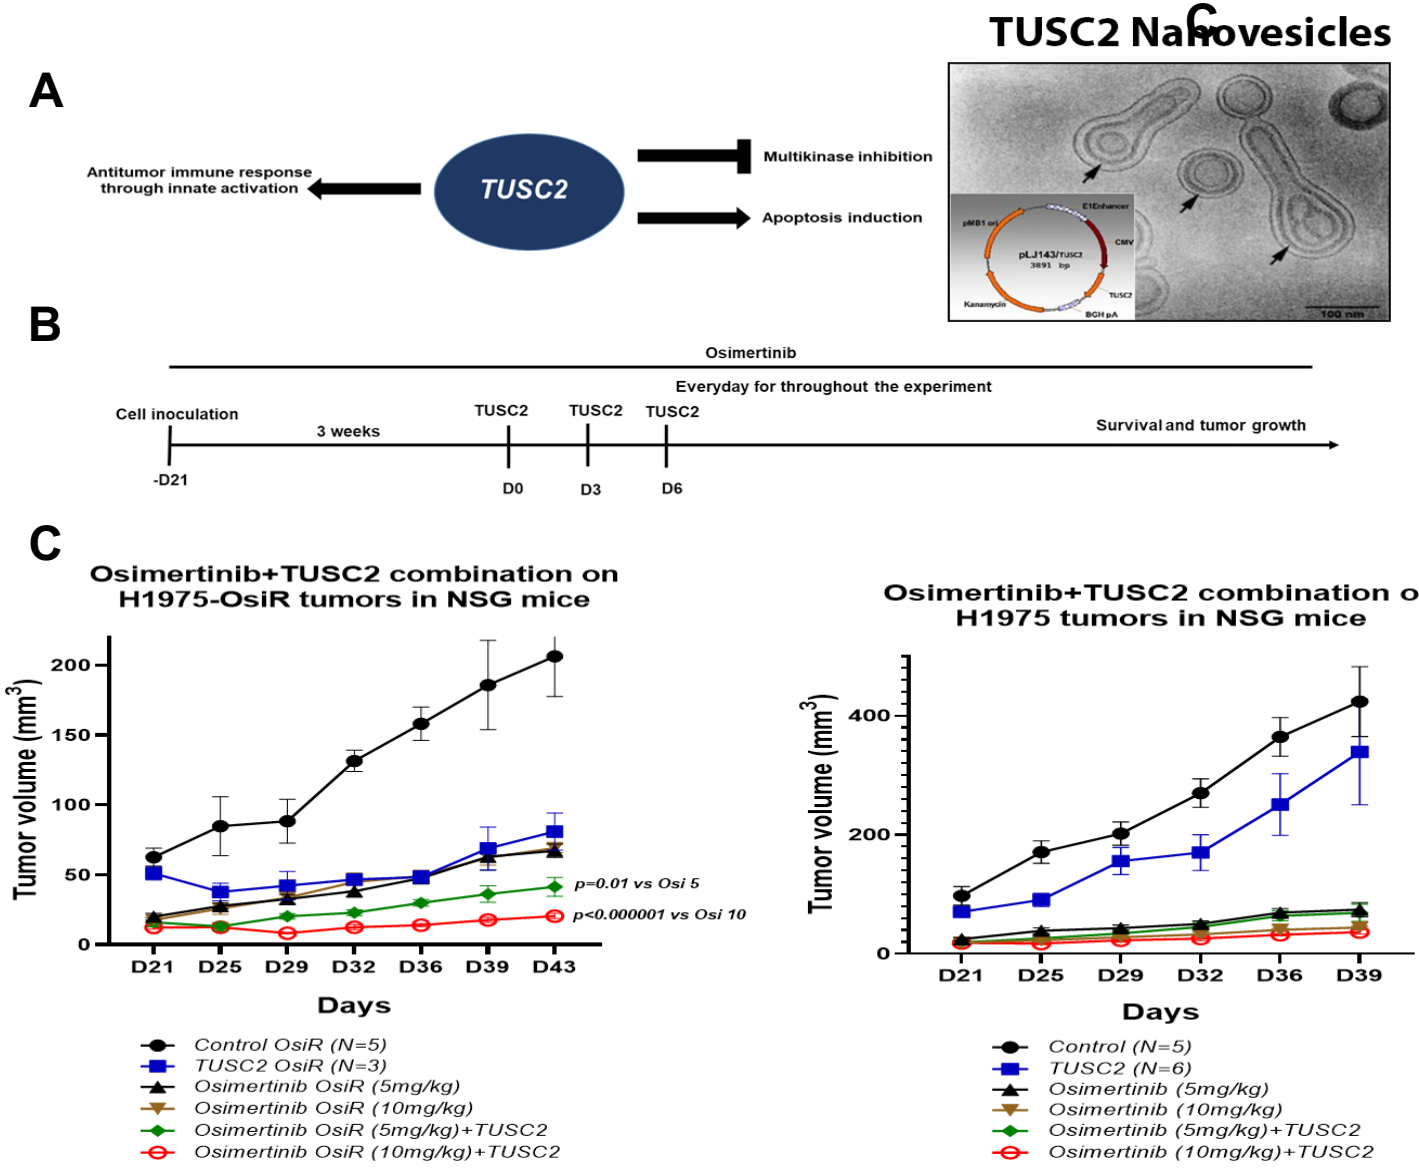 C
TUSC2 Nanovesicles
A
Antitumor immune response
through innate activation
TUSC2
Multikinase inhibition
Apoptosis induction
E1Enhancer
pMB1 ori
CMV
pLJ143/TUSC2
3891 bp
TUSC2
Kanamycin
BGH pA
100 nm
B
Osimertinib
Everyday for throughout the experiment
Cell inoculation
TUSC2
TUSC2
TUSC2
3 weeks
Survival and tumor growth
-D21
D0
D3
D6
C
Osimertinib+TUSC2 combination on
H1975-OsiR tumors in NSG mice
Tumor volume (mm3)
200
150
100
50
0
p=0.01 vs Osi 5
p<0.000001 vs Osi 10
D21
D25
D29
D32
D36
D39
D43
Days
Control OsiR (N=5)
TUSC2 OsiR (N=3)
Osimertinib OsiR (5mg/kg)
Osimertinib OsiR (10mg/kg)
Osimertinib OsiR (5mg/kg)+TUSC2
Osimertinib OsiR (10mg/kg)+TUSC2
Osimertinib+TUSC2 combination o
H1975 tumors in NSG mice
Tumor volume (mm3)
400
200
0
D21
D25
D29
D32
D36
D39
Days
Control (N=5)
TUSC2 (N=6)
Osimertinib (5mg/kg)
Osimertinib (10mg/kg)
Osimertinib (5mg/kg)+TUSC2
Osimertinib (10mg/kg)+TUSC2